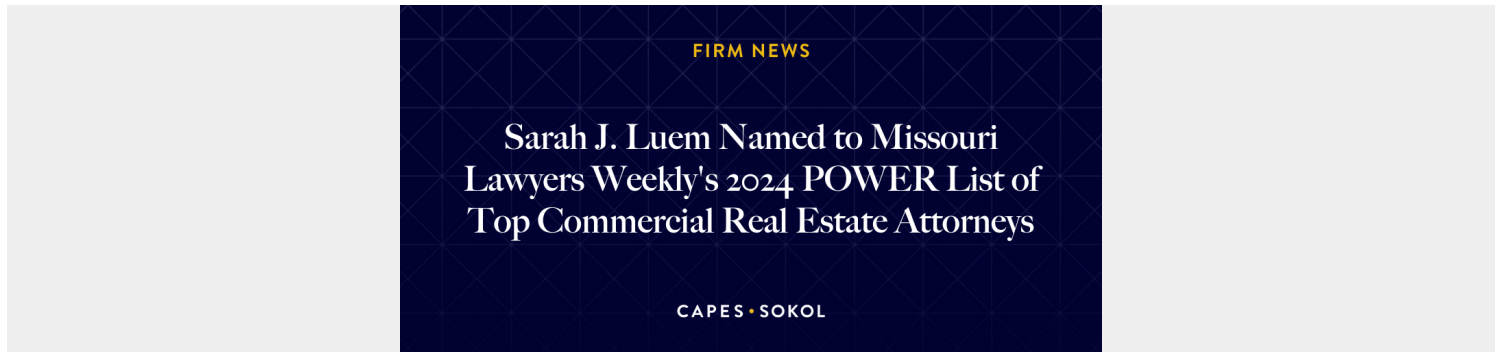 FIRM NEWS
Sarah J. Luem Named to Missouri
Lawyers Weekly's 2024 POWER List of
Top Commercial Real Estate Attorneys
CAPES•SOKOL